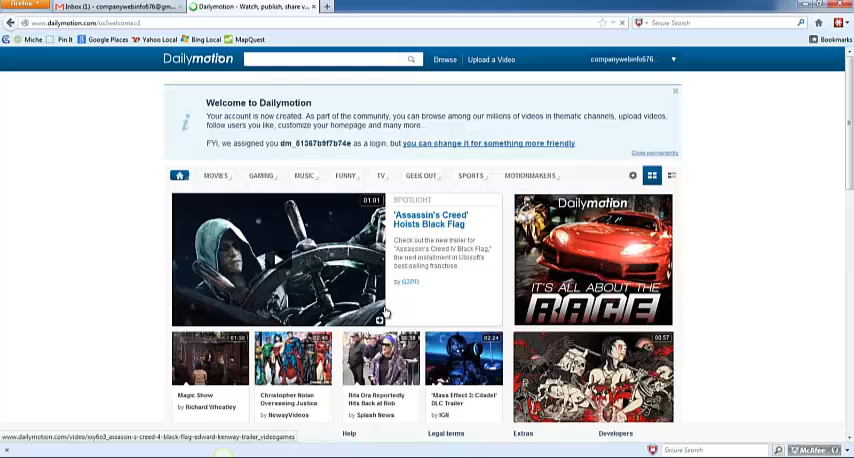 Firefox
Inbox (1) - companywebinfo676@gm...
Dailymotion - Watch, publish, share v...
www.dailymotion.com/us?welcome=1
Secure Search
Miche
Pin It
Google Places
Yahoo Local
Bing Local
MapQuest
Bookmarks
Dailymotion
Browse
Upload a Video
companywebinfo676...
Welcome to Dailymotion
Your account is now created. As part of the community, you can browse among our millions of videos in thematic channels, upload videos,
follow users you like, customize your homepage and many more...
FYI, we assigned you dm_51367b9f7b74e as a login, but you can change it for something more friendly
Close permanently
MOVIES
GAMING
MUSIC
FUNNY
TV
GEEK OUT
SPORTS
MOTIONMAKERS
01:01
SPOTLIGHT
'Assassin's Creed'
Hoists Black Flag
Check out the new trailer for
"Assassin's Creed IV Black Flag,"
the next installment in Ubisoft's
best-selling franchise.
by G2PD
Dailymotion
IT'S ALL ABOUT THE
RACE
01:30
02:40
00:38
02:24
00:57
Magic Show
by Richard Wheatley
Christopher Nolan
Overseeing Justice
by NewsyVideos
Rita Ora Reportedly
Hits Back at Rob
by Splash News
'Mass Effect 3: Citadel'
DLC Trailer
by IGN
www.dailymotion.com/video/xxy6o3_assassin-s-creed-4-black-flag-edward-kenway-trailer_videogames
Help
Legal terms
Extras
Developers
Secure Search
McAfee